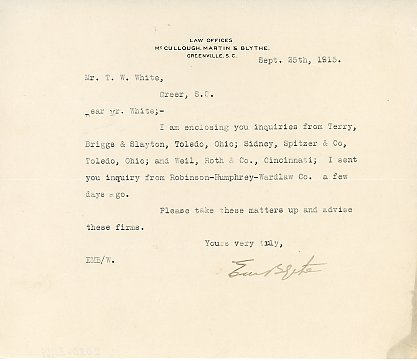 LAW OFFICES
McCULLOUGH, MARTIN & BLYTHE.
GREENVILLE, S.C.
Sept. 25th, 1915.
Mr. T. W. White,
Greer, S.C.
Dear Mr. White;-
I am enclosing you inquiries from Terry,
Briggs & Slayton, Toledo, Ohio; Sidney, Spitzer & Co,
Toledo, Ohio; and Weil, Roth & Co., Cincinnati; I sent
you inquiry from Robinson-Humphrey-Wardlaw Co. a few
days ago.
Please take these matters up and advise
these firms.
Yours very truly,
EMB/W.
E M Blythe